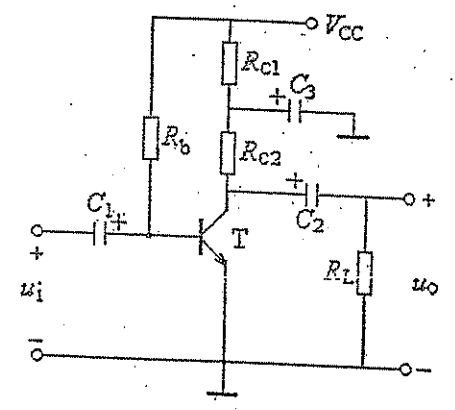 V_CC
R_C1
+ C_3
R_b
R_C2
C_1 +
+
C_2
+
T
+
R_L
u_i
u_o
−
−